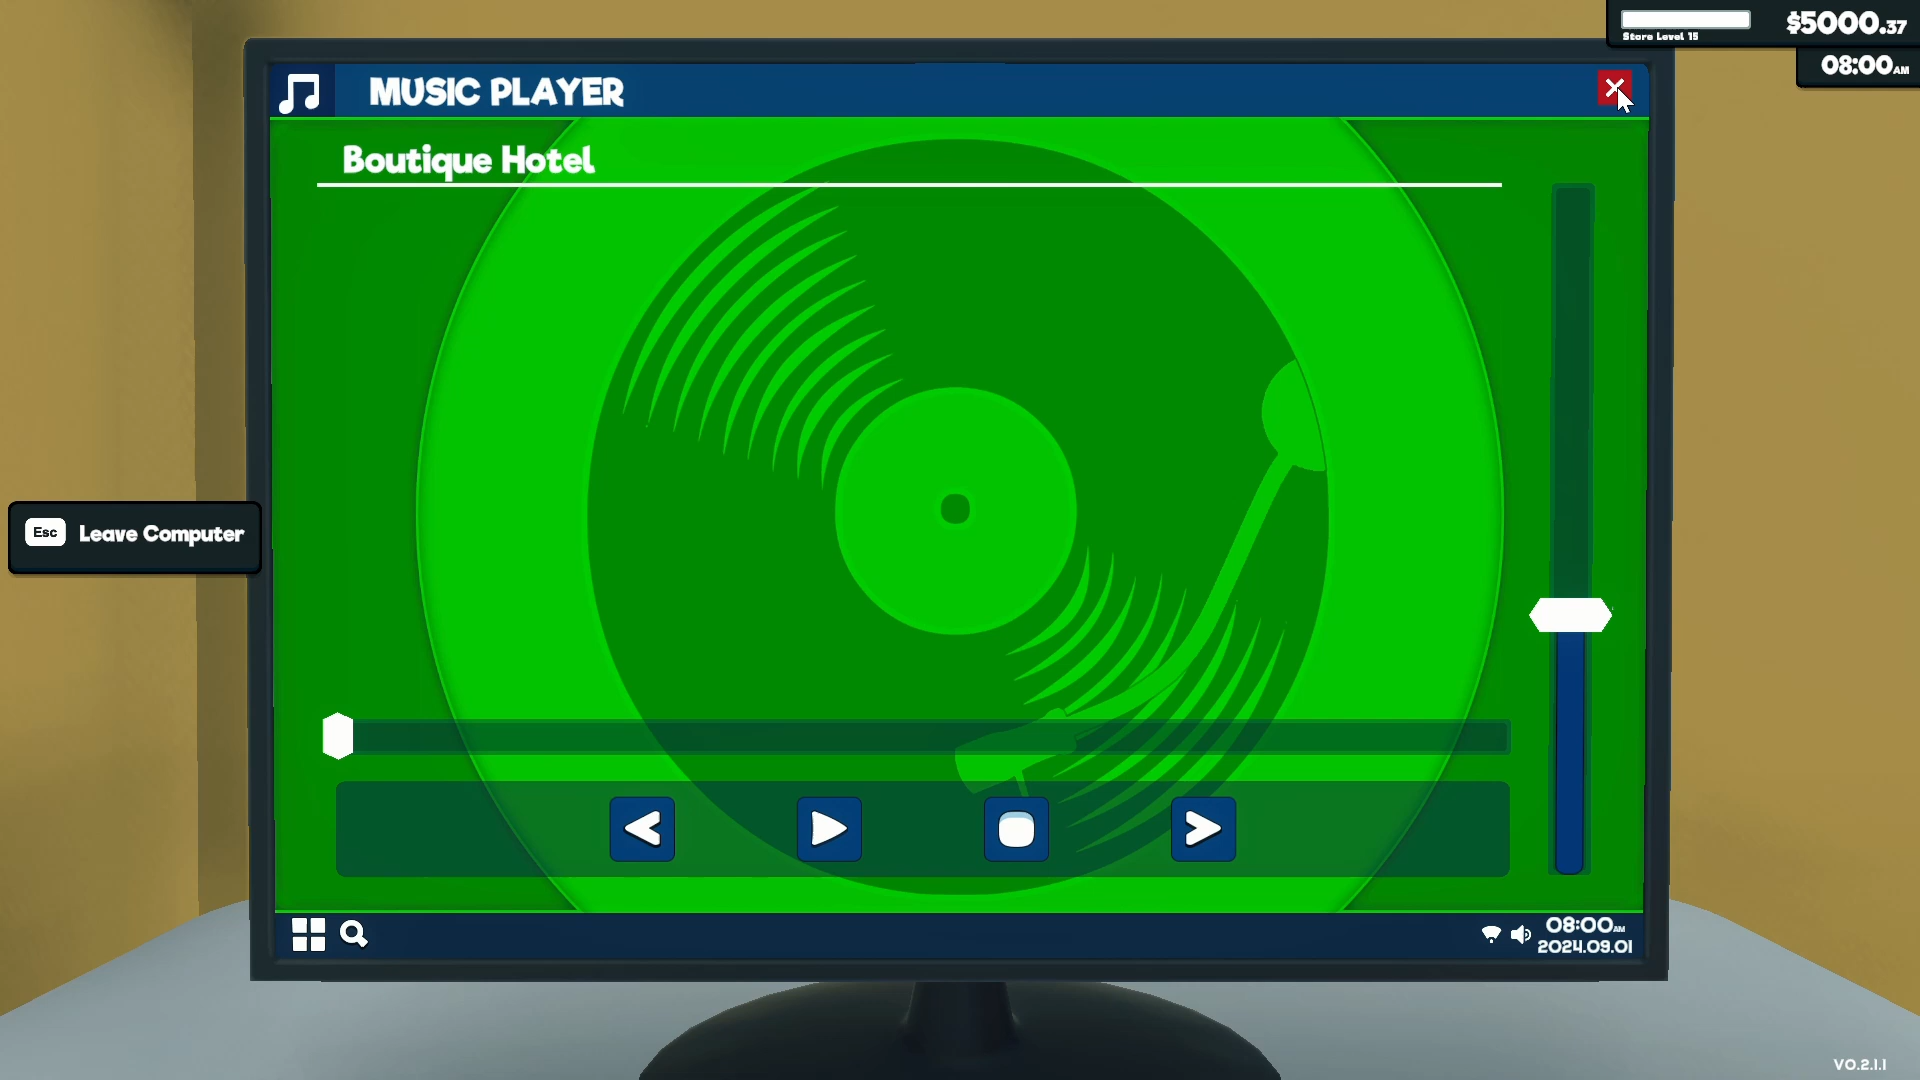 $5000.37
Store Level 15
08:00AM
MUSIC PLAYER
Boutique Hotel
Esc Leave Computer
08:00AM
2024.09.01
V0.2.1.1